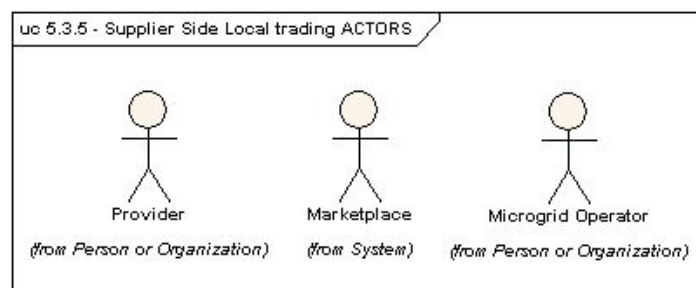 uc 5.3.5 - Supplier Side Local trading ACTORS
Provider Marketplace Microgrid Operator
(from Person or Organization) (from System) (from Person or Organization)